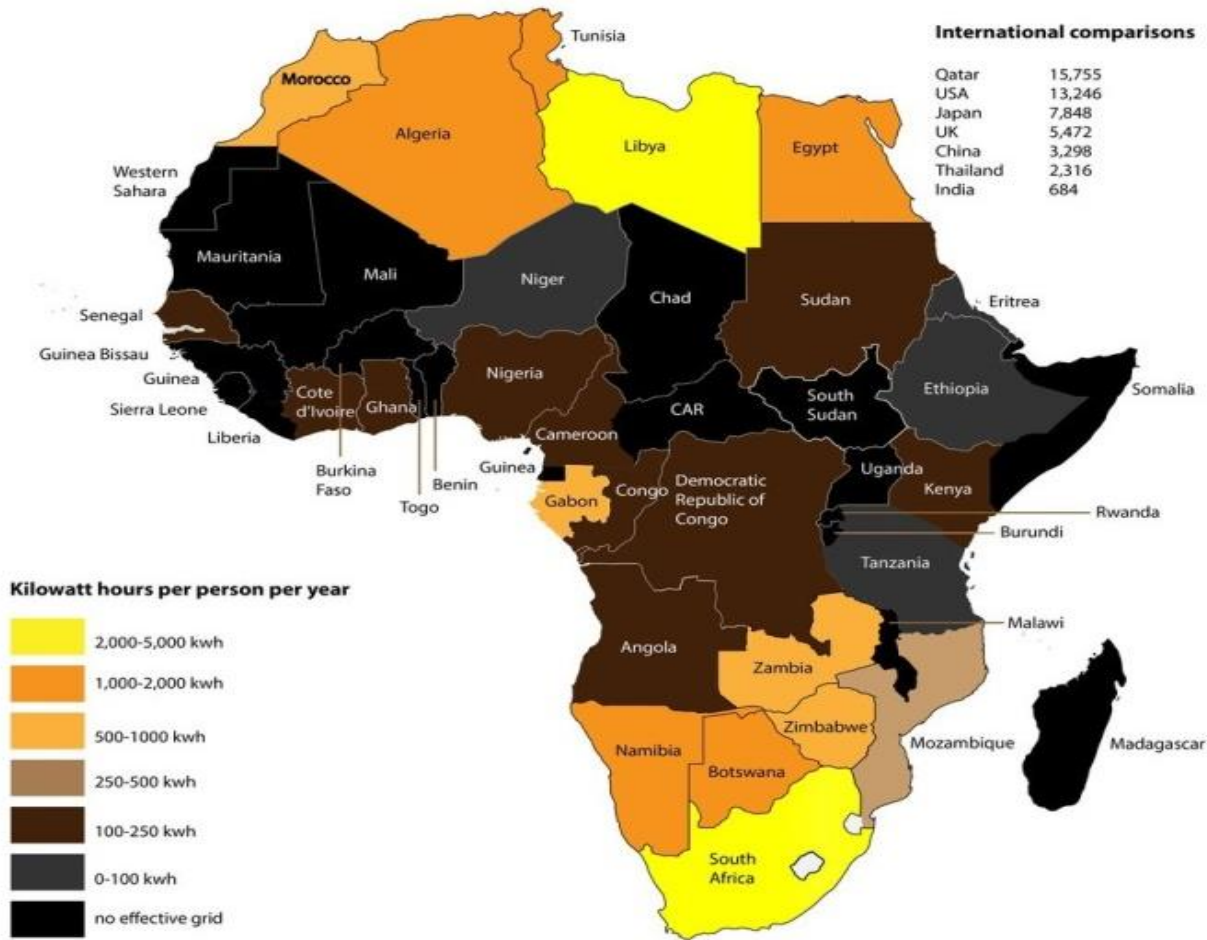 International comparisons
Qatar 15,755
USA 13,246
Japan 7,848
UK 5,472
China 3,298
Thailand 2,316
India 684
Tunisia
Morocco
Algeria
Libya
Egypt
Western
Sahara
Mauritania
Mali
Niger
Chad
Sudan
Eritrea
Senegal
Guinea Bissau
Guinea
Sierra Leone
Liberia
Cote
d'Ivoire
Ghana
Nigeria
CAR
South
Sudan
Ethiopia
Somalia
Burkina
Faso
Togo
Benin
Cameroon
Guinea
Gabon
Congo
Democratic
Republic of
Congo
Uganda
Kenya
Rwanda
Burundi
Tanzania
Malawi
Angola
Zambia
Zimbabwe
Mozambique
Madagascar
Namibia
Botswana
South
Africa
Kilowatt hours per person per year
2,000-5,000 kwh
1,000-2,000 kwh
500-1000 kwh
250-500 kwh
100-250 kwh
0-100 kwh
no effective grid